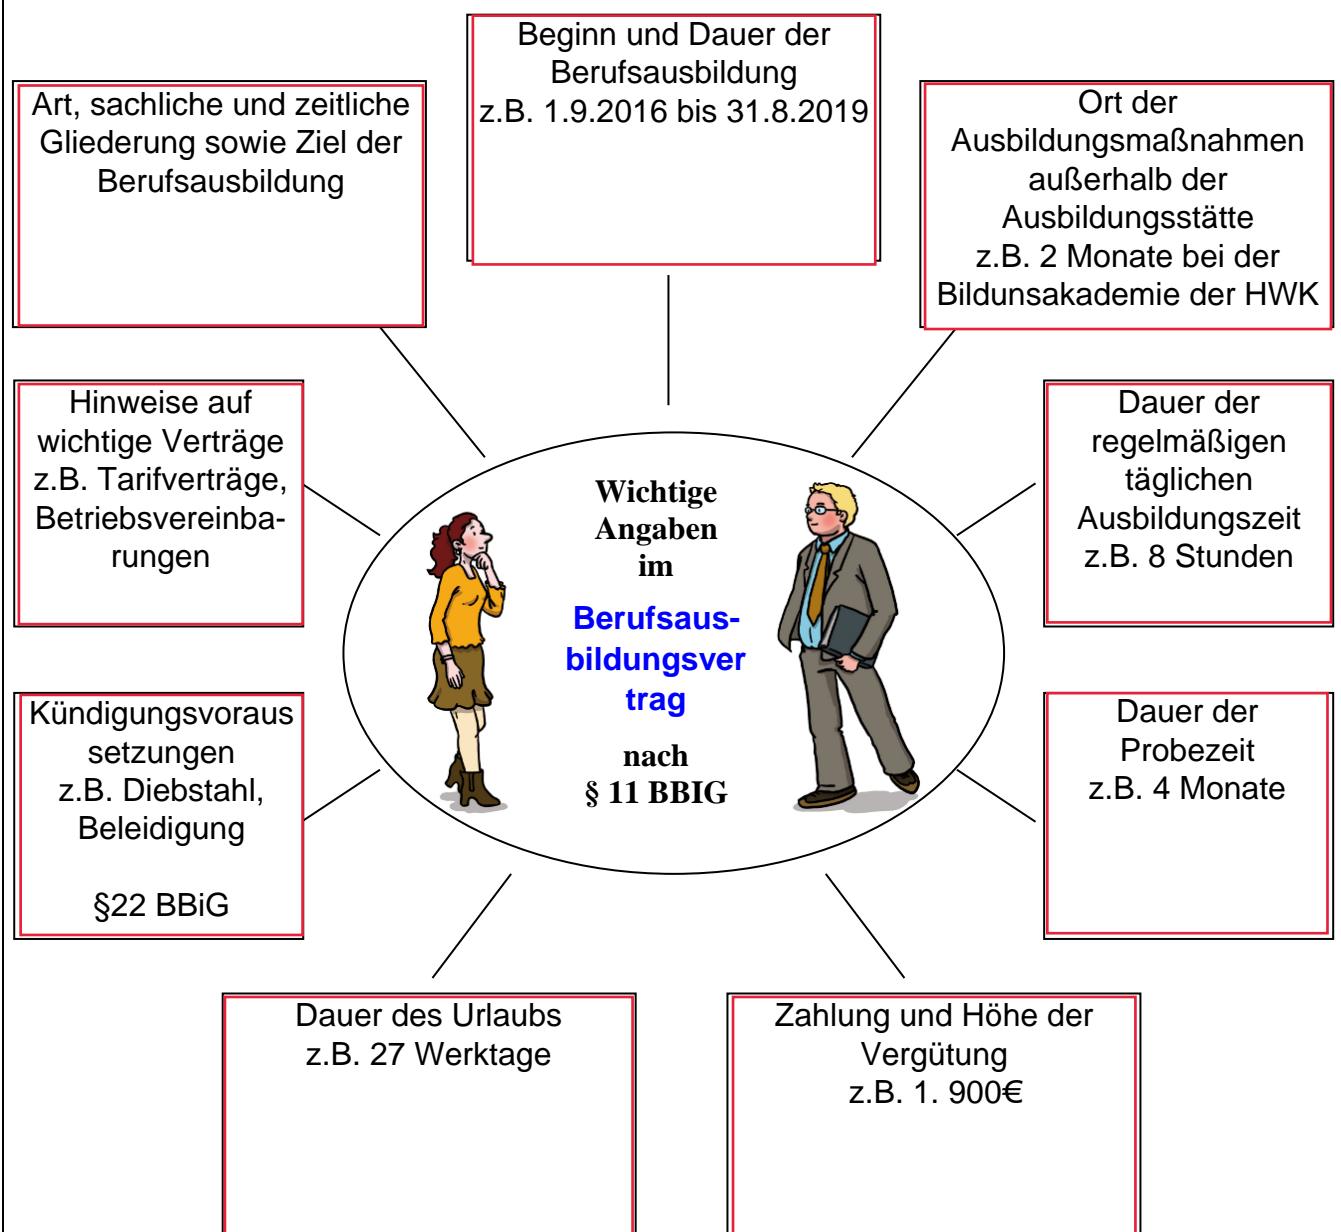 Beginn und Dauer der
Berufsausbildung
z.B. 1.9.2016 bis 31.8.2019
Art, sachliche und zeitliche
Gliederung sowie Ziel der
Berufsausbildung
Ort der
Ausbildungsmaßnahmen
außerhalb der
Ausbildungsstätte
z.B. 2 Monate bei der
Bildunsakademie der HWK
Hinweise auf
wichtige Verträge
z.B. Tarifverträge,
Betriebsvereinba-
rungen
Wichtige
Angaben
im
Berufsaus-
bildungsver
trag
nach
§ 11 BBIG
Dauer der
regelmäßigen
täglichen
Ausbildungszeit
z.B. 8 Stunden
Kündigungsvoraus
setzungen
z.B. Diebstahl,
Beleidigung
§22 BBiG
Dauer der
Probezeit
z.B. 4 Monate
Dauer des Urlaubs
z.B. 27 Werktage
Zahlung und Höhe der
Vergütung
z.B. 1. 900€